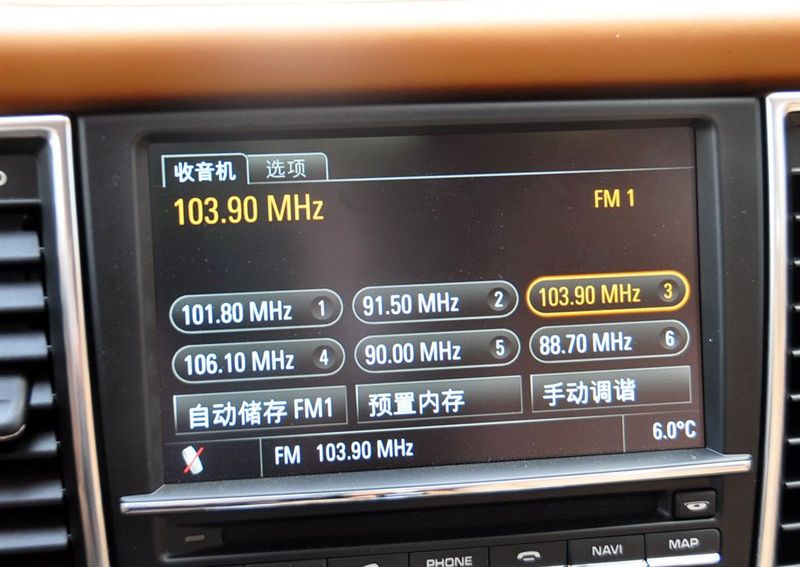 收音机 选项
103.90 MHz FM 1
101.80 MHz 1 91.50 MHz 2 103.90 MHz 3
106.10 MHz 4 90.00 MHz 5 88.70 MHz 6
自动储存 FM1 预置内存 手动调谐
FM 103.90 MHz 6.0°C
PHONE NAVI MAP